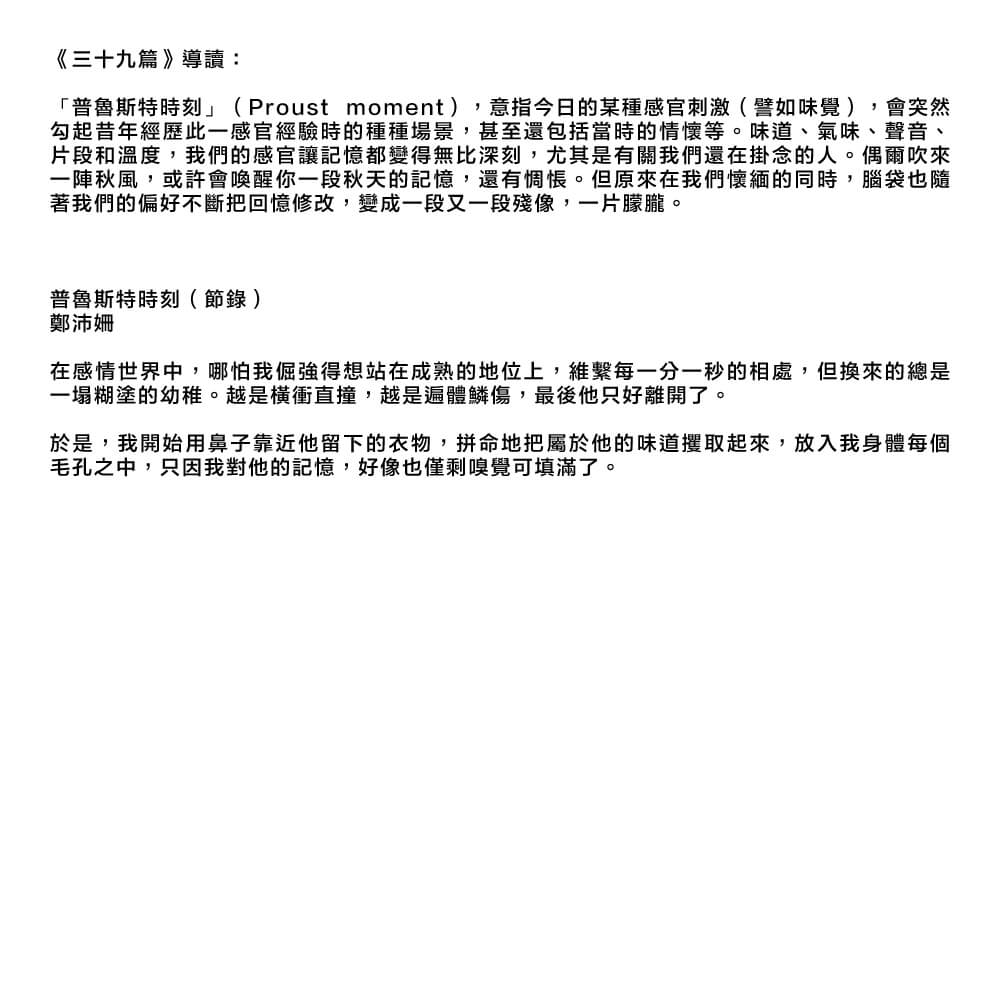 《三十九篇》導讀：
「普魯斯特時刻」（Proust moment），意指今日的某種感官刺激（譬如味覺），會突然
勾起昔年經歷此一感官經驗時的種種場景，甚至還包括當時的情懷等。味道、氣味、聲音、
片段和溫度，我們的感官讓記憶都變得無比深刻，尤其是有關我們還在掛念的人。偶爾吹來
一陣秋風，或許會喚醒你一段秋天的記憶，還有惆悵。但原來在我們懷緬的同時，腦袋也隨
著我們的偏好不斷把回憶修改，變成一段又一段殘像，一片朦朧。
普魯斯特時刻（節錄）
鄭沛姍
在感情世界中，哪怕我倔強得想站在成熟的地位上，維繫每一分一秒的相處，但換來的總是
一塌糊塗的幼稚。越是橫衝直撞，越是遍體鱗傷，最後他只好離開了。
於是，我開始用鼻子靠近他留下的衣物，拼命地把屬於他的味道攫取起來，放入我身體每個
毛孔之中，只因我對他的記憶，好像也僅剩嗅覺可填滿了。